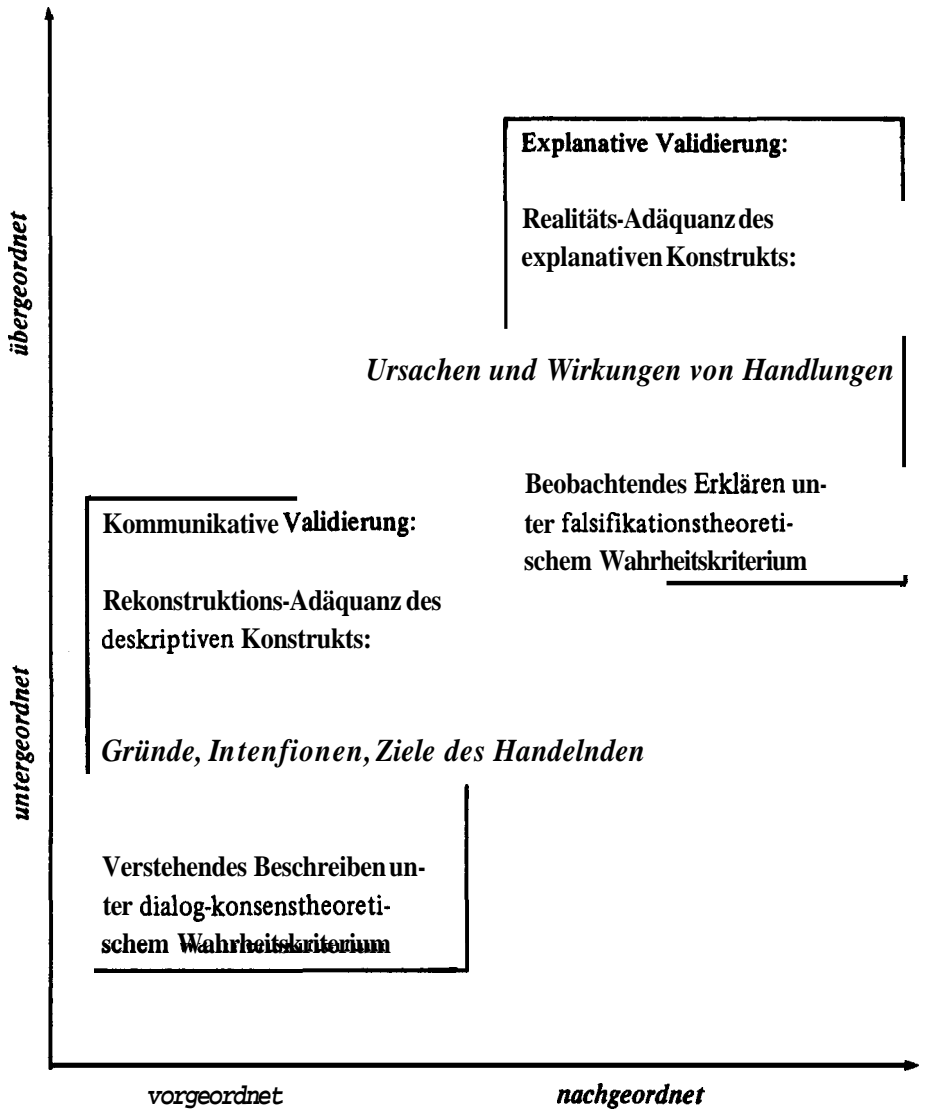 Explanative Validierung:
Realitäts-Adäquanz des
explanativen Konstrukts:
übergeordnet
Ursachen und Wirkungen von Handlungen
Beobachtendes Erklären un-
ter falsifikationstheoreti-
schem Wahrheitskriterium
Kommunikative Validierung:
Rekonstruktions-Adäquanz des
deskriptiven Konstrukts:
untergeordnet
Gründe, Intenfionen, Ziele des Handelnden
Verstehendes Beschreiben un-
ter dialog-konsenstheoreti-
schem Wahrheitskriterium
vorgeordnet
nachgeordnet